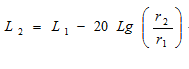 L₂ = L₁ − 20 Lg (r₂/r₁)